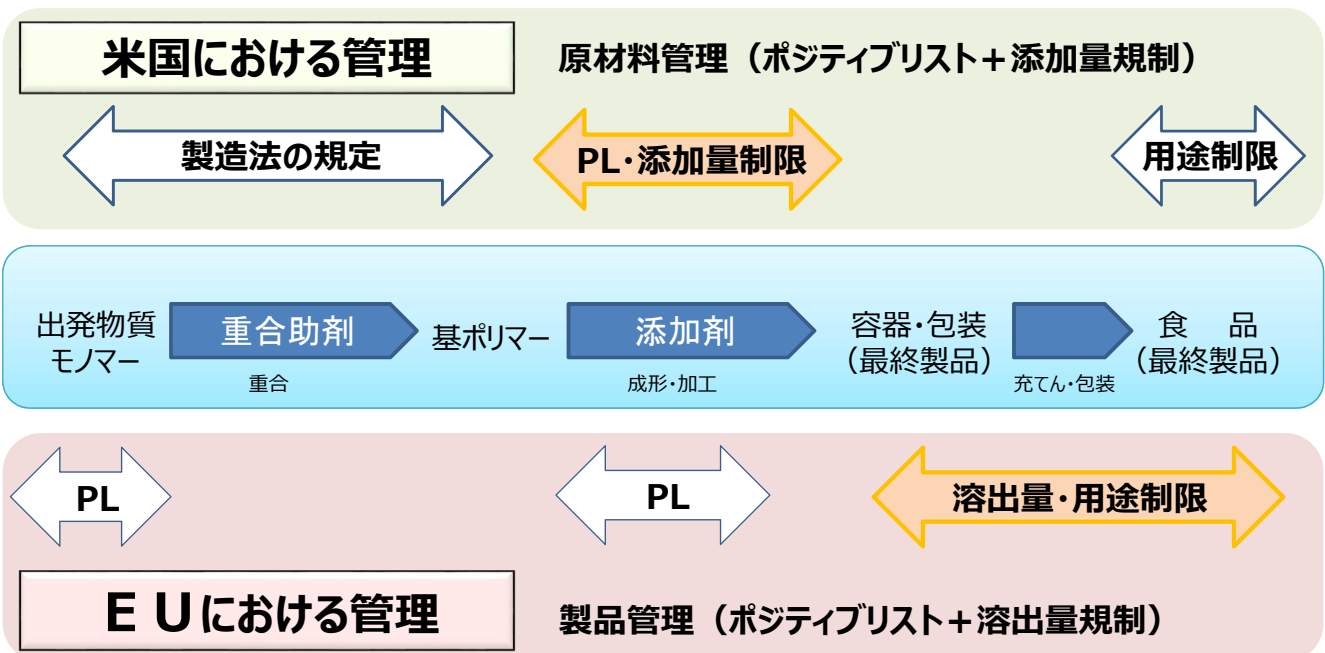 米国における管理
原材料管理（ポジティブリスト＋添加量規制）
製造法の規定
PL・添加量制限
用途制限
出発物質
モノマー
重合助剤
重合
基ポリマー
添加剤
成形・加工
容器・包装
（最終製品）
充てん・包装
食　品
（最終製品）
PL
PL
溶出量・用途制限
ＥＵにおける管理
製品管理（ポジティブリスト＋溶出量規制）